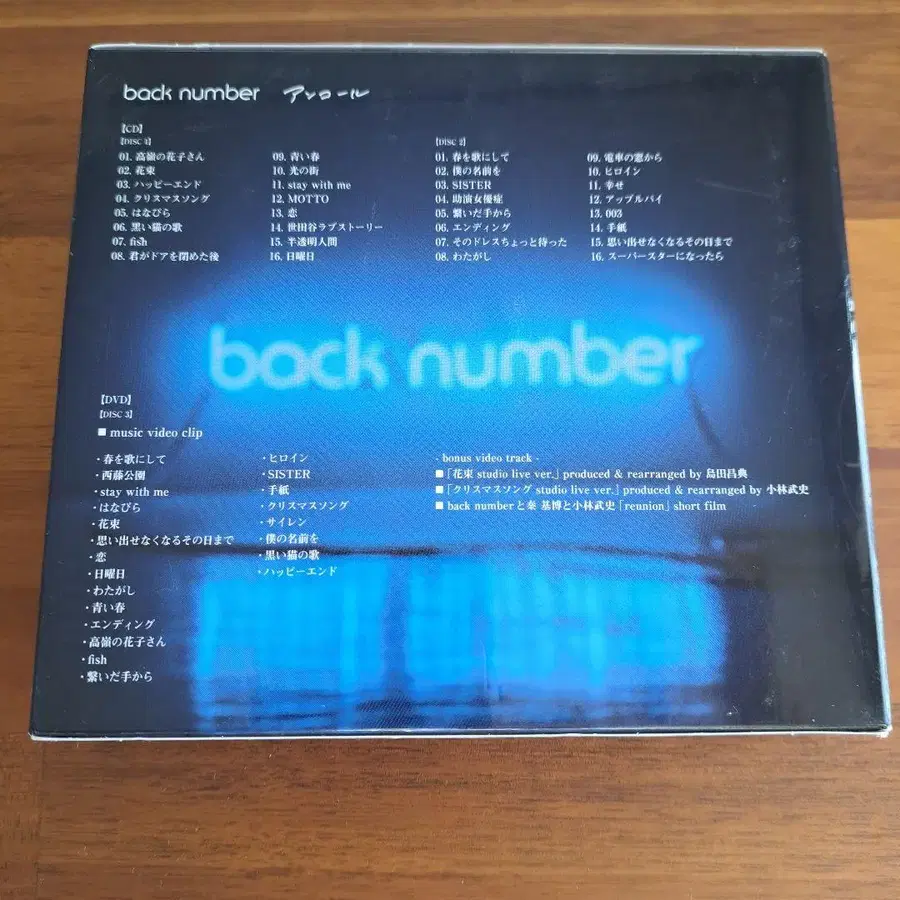 back number アンコール
【CD】
【DISC 1】
01. 高嶺の花子さん
02. 花束
03. ハッピーエンド
04. クリスマスソング
05. はなびら
06. 黒い猫の歌
07. fish
08. 君がドアを閉めた後
09. 青い春
10. 光の街
11. stay with me
12. MOTTO
13. 恋
14. 世田谷ラブストーリー
15. 半透明人間
16. 日曜日
【DISC 2】
01. 春を歌にして
02. 僕の名前を
03. SISTER
04. 助演女優症
05. 繋いだ手から
06. エンディング
07. そのドレスちょっと待った
08. わたがし
09. 電車の窓から
10. ヒロイン
11. 幸せ
12. アップルパイ
13. 003
14. 手紙
15. 思い出せなくなるその日まで
16. スーパースターになったら
back number
【DVD】
【DISC 3】
■ music video clip
・春を歌にして
・西藤公園
・stay with me
・はなびら
・花束
・思い出せなくなるその日まで
・恋
・日曜日
・わたがし
・青い春
・エンディング
・高嶺の花子さん
・fish
・繋いだ手から
・ヒロイン
・SISTER
・手紙
・クリスマスソング
・サイレン
・僕の名前を
・黒い猫の歌
・ハッピーエンド
- bonus video track -
■「花束 studio live ver.」produced & rearranged by 島田昌典
■「クリスマスソング studio live ver.」produced & rearranged by 小林武史
■ back numberと秦 基博と小林武史「reunion」short film